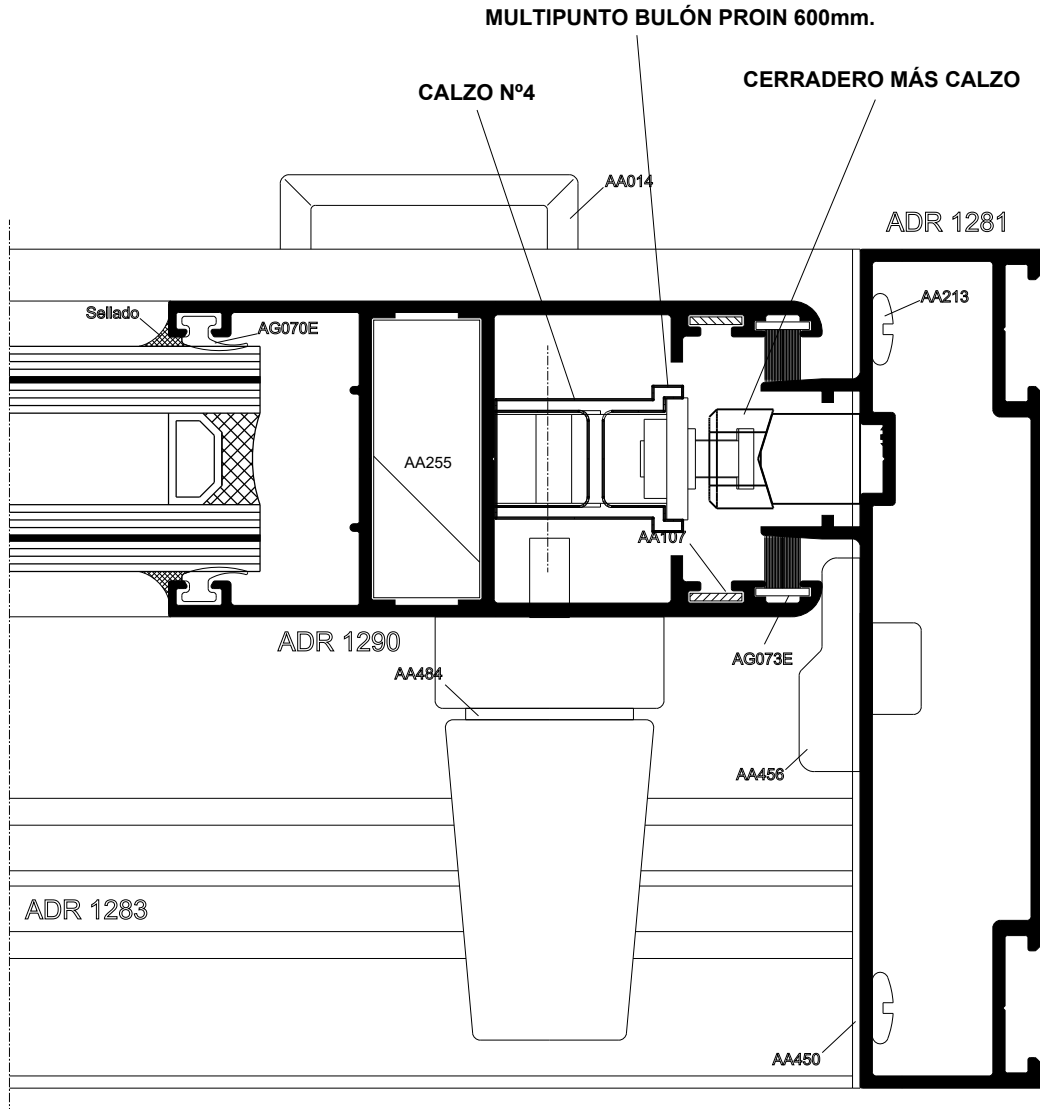 MULTIPUNTO BULÓN PROIN 600mm.
CERRADERO MÁS CALZO
CALZO Nº4
AA014
ADR 1281
AA213
Sellado
AG070E
AA255
AA107
ADR 1290
AG073E
AA484
AA456
ADR 1283
AA450